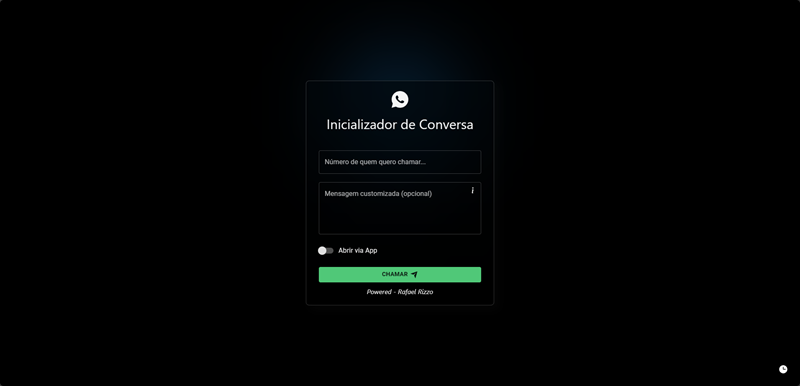 Inicializador de Conversa
Número de quem quero chamar...
Mensagem customizada (opcional)
i
Abrir via App
CHAMAR
Powered - Rafael Rizzo